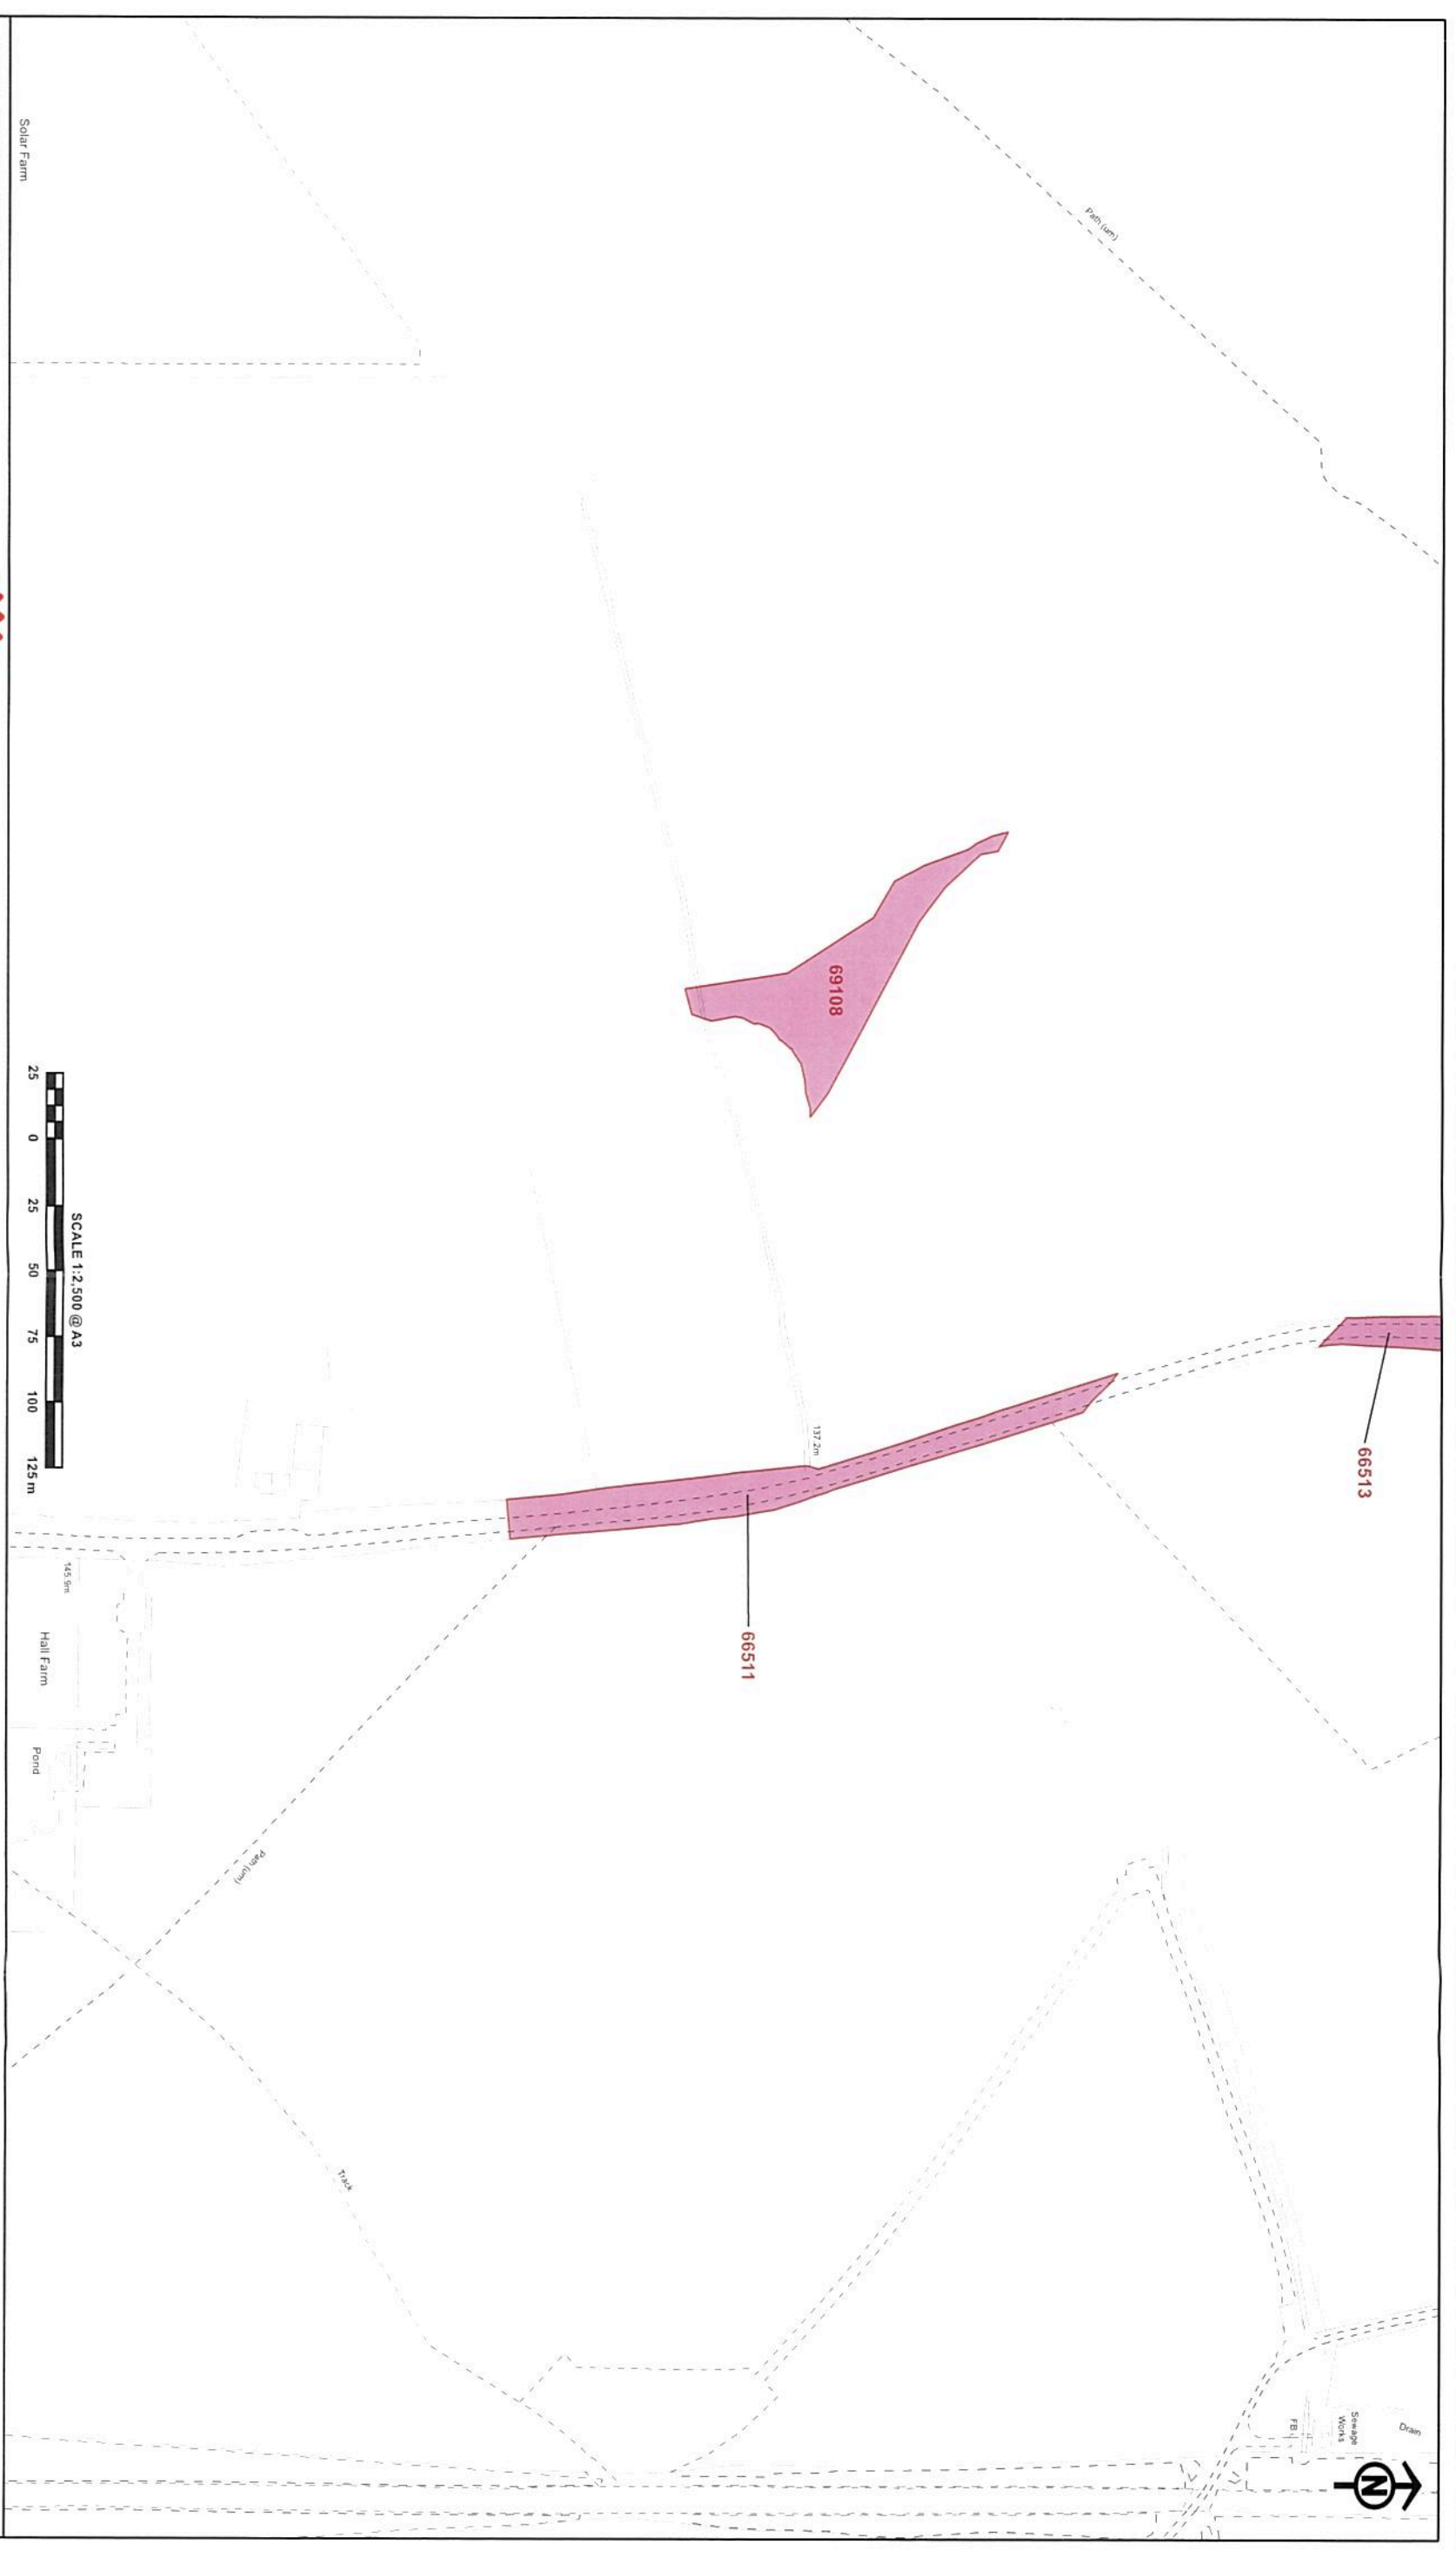 Path (um)
66513
Drain
Sewage
Works
FB
N
69108
137.2m
66511
Path (um)
Track
Solar Farm
SCALE 1:2,500 @ A3
25 0 25 50 75 100 125 m
145.9m
Hall Farm
Pond